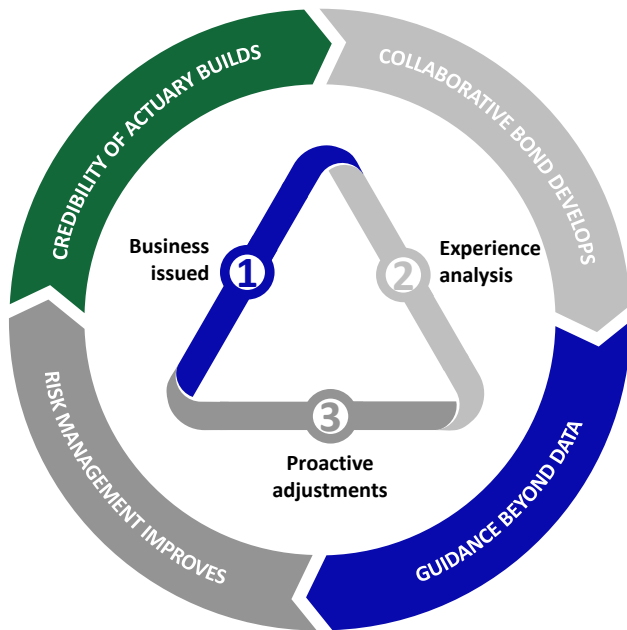 CREDIBILITY OF ACTUARY BUILDS
COLLABORATIVE BOND DEVELOPS
Business
issued
1
2
Experience
analysis
3
Proactive
adjustments
RISK MANAGEMENT IMPROVES
GUIDANCE BEYOND DATA